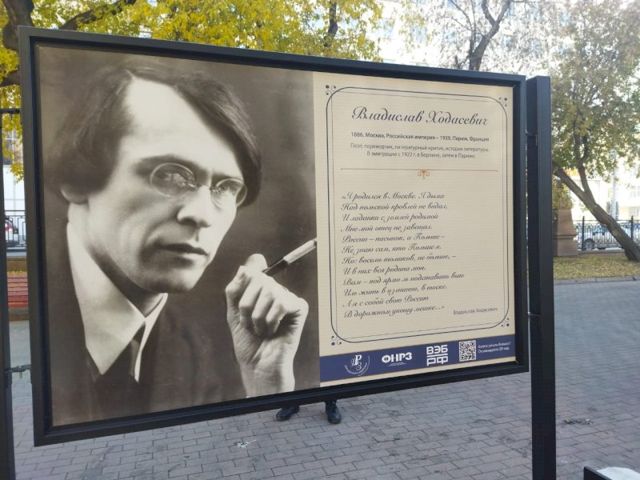 Владислав Ходасевич
1886, Москва, Российская империя – 1939, Париж, Франция
Поэт, переводчик, литературный критик, историк литературы.
В эмиграции с 1922 г. в Берлине, затем в Париже.
«Я родился в Москве. Я дыма
Над польской кровлей не видал,
И ладанки с землей родимой
Мне мой отец не завещал.
России – пасынок, а Польше –
Не знаю сам, кто Польше я.
Но: восемь томиков, не больше, –
И в них вся родина моя.
Вам – под ярмо ль подставить выю
Иль жить в изгнании, в тоске.
А я с собой свою Россию
В дорожном уношу мешке...»
Владислав Ходасевич
ФНРЗ
ВЭБ
РФ